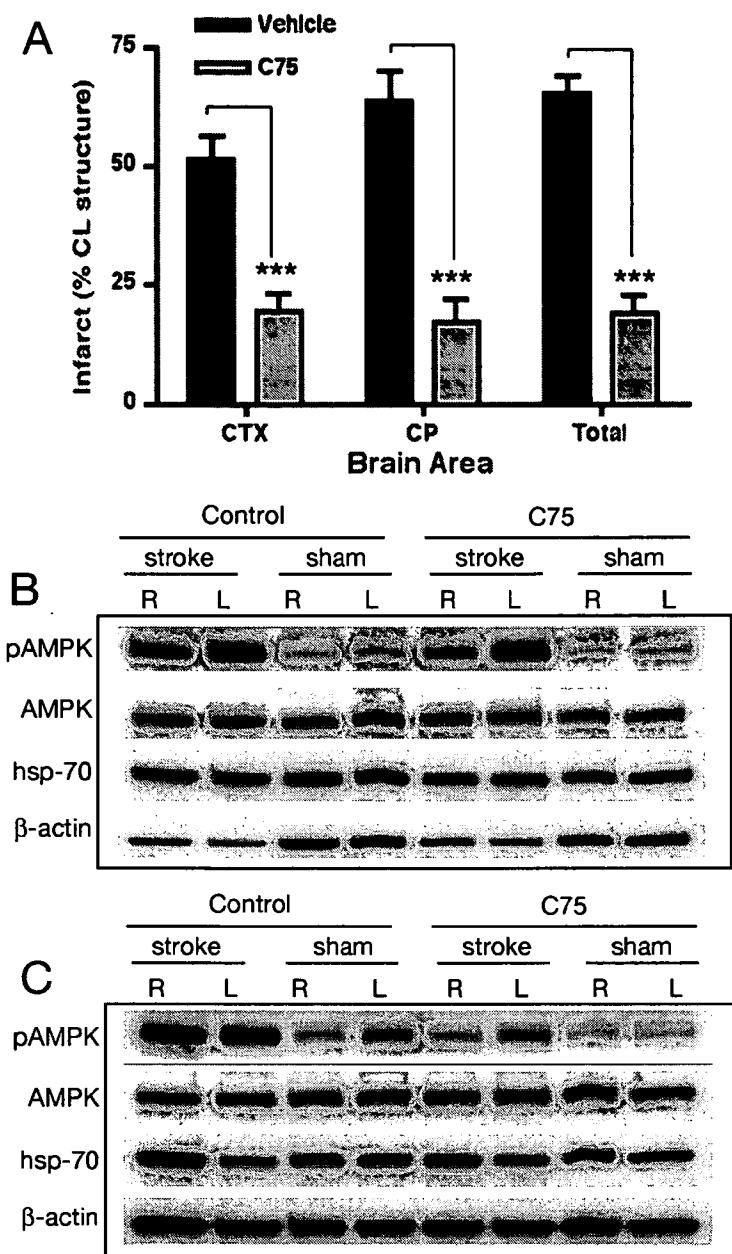 A
Vehicle
C75
75
50
25
0
Infarct (% CL structure)
*** *** ***
CTX CP Total
Brain Area
B
Control C75
stroke sham stroke sham
R L R L R L R L
pAMPK
AMPK
hsp-70
β-actin
C
Control C75
stroke sham stroke sham
R L R L R L R L
pAMPK
AMPK
hsp-70
β-actin